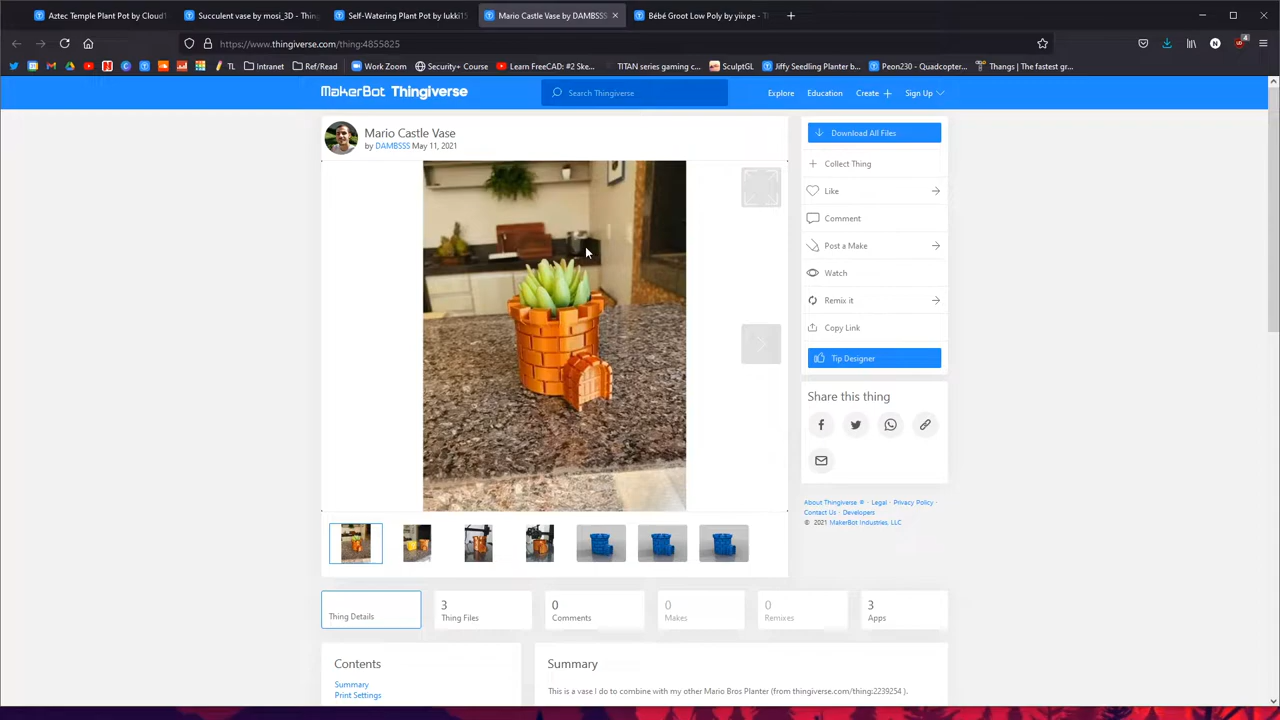 Aztec Temple Plant Pot by Cloud1
Succulent vase by mosi_3D - Thing
Self-Watering Plant Pot by lukki15
Mario Castle Vase by DAMBSSS
Bébé Groot Low Poly by yiixpe - T
https://www.thingiverse.com/thing:4855825
TL
Intranet
Ref/Read
Work Zoom
Security+ Course
Learn FreeCAD: #2 Ske...
TITAN series gaming c...
SculptGL
Jiffy Seedling Planter b...
Peon230 - Quadcopter...
Thangs | The fastest gr...
4
MakerBot Thingiverse
Search Thingiverse
Explore
Education
Create
Sign Up
Mario Castle Vase
by DAMBSSS May 11, 2021
Download All Files
Collect Thing
Like
Comment
Post a Make
Watch
Remix it
Copy Link
Tip Designer
Share this thing
About Thingiverse ® · Legal · Privacy Policy ·
Contact Us · Developers
© 2021 MakerBot Industries, LLC
Thing Details
3
Thing Files
0
Comments
0
Makes
0
Remixes
3
Apps
Contents
Summary
Print Settings
Summary
This is a vase I do to combine with my other Mario Bros Planter (from thingiverse.com/thing:2239254 ).